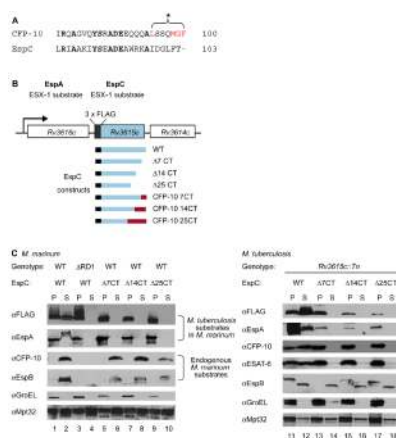 A
*
CFP-10 IRQAGVQYSRADEEQQQALSSQMGF 100
EspC LRIAAKIYSEADEAWRKAIDGLFT- 103
B
EspA EspC
ESX-1 substrate ESX-1 substrate
3 x FLAG
Rv3616c Rv3615c Rv3614c
WT
Δ7 CT
Δ14 CT
Δ25 CT
EspC
constructs
CFP-10 7CT
CFP-10 14CT
CFP-10 25CT
C M. marinum
Genotype: WT ΔRD1 WT WT WT
EspC: WT WT Δ7CT Δ14CT Δ25CT
P S P S P S P S P S
αFLAG
αEspA
M. tuberculosis
substrates
in M. marinum
αCFP-10
αEspB
Endogenous
M. marinum
substrates
αGroEL
αMpt32
1 2 3 4 5 6 7 8 9 10
M. tuberculosis
Genotype: Rv3615c::Tn
EspC: WT Δ7CT Δ14CT Δ25CT
P S P S P S P S
αFLAG
αEspA
αCFP-10
αESAT-6
αEspB
αGroEL
αMpt32
11 12 13 14 15 16 17 18